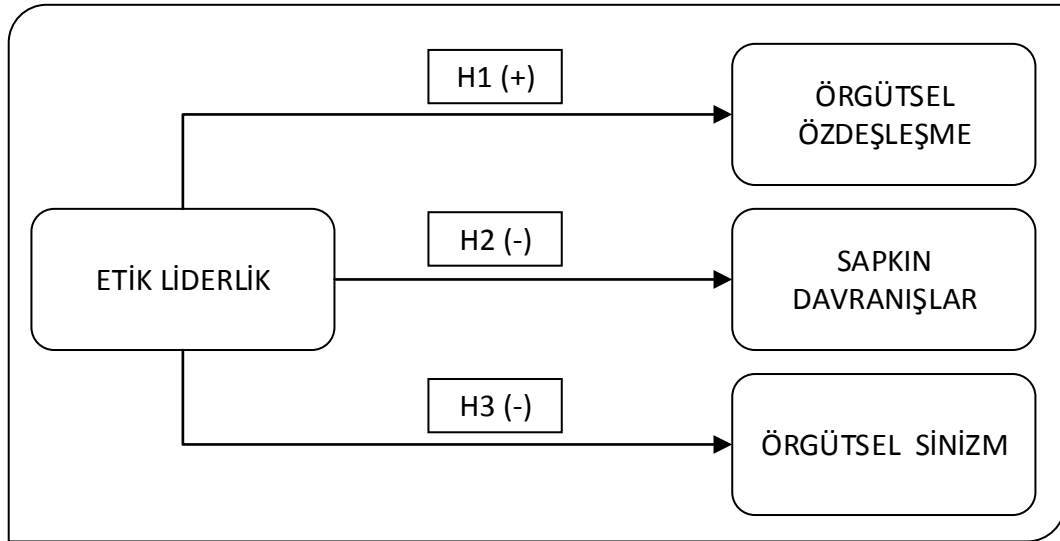 H1 (+)
ÖRGÜTSEL
ÖZDEŞLEŞME
ETİK LİDERLİK
H2 (-)
SAPKIN
DAVRANIŞLAR
H3 (-)
ÖRGÜTSEL SİNİZM